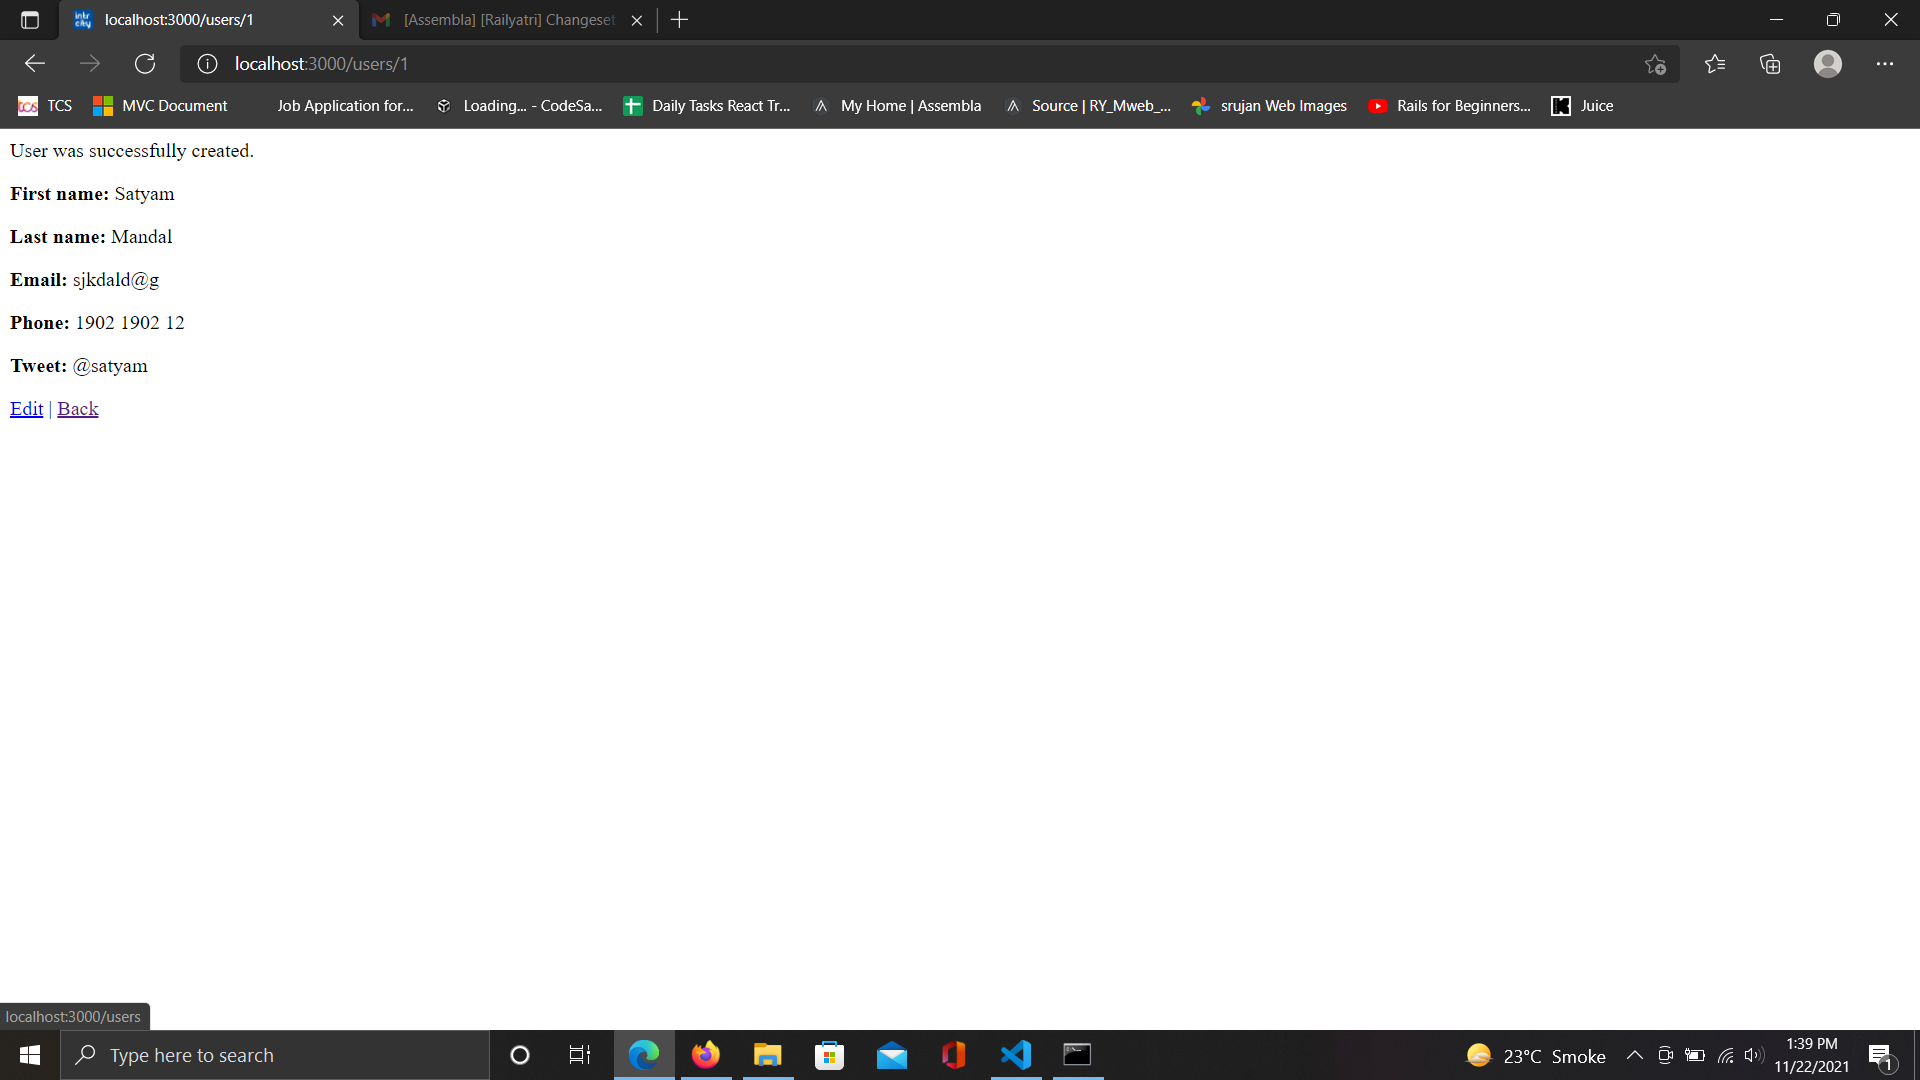 localhost:3000/users/1
[Assembla] [Railyatri] Changeset
localhost:3000/users/1
TCS
MVC Document
Job Application for...
Loading... - CodeSa...
Daily Tasks React Tr...
My Home | Assembla
Source | RY_Mweb_...
srujan Web Images
Rails for Beginners...
Juice
User was successfully created.
First name: Satyam
Last name: Mandal
Email: sjkdald@g
Phone: 1902 1902 12
Tweet: @satyam
Edit | Back
localhost:3000/users
Type here to search
23°C Smoke
1:39 PM
11/22/2021
1